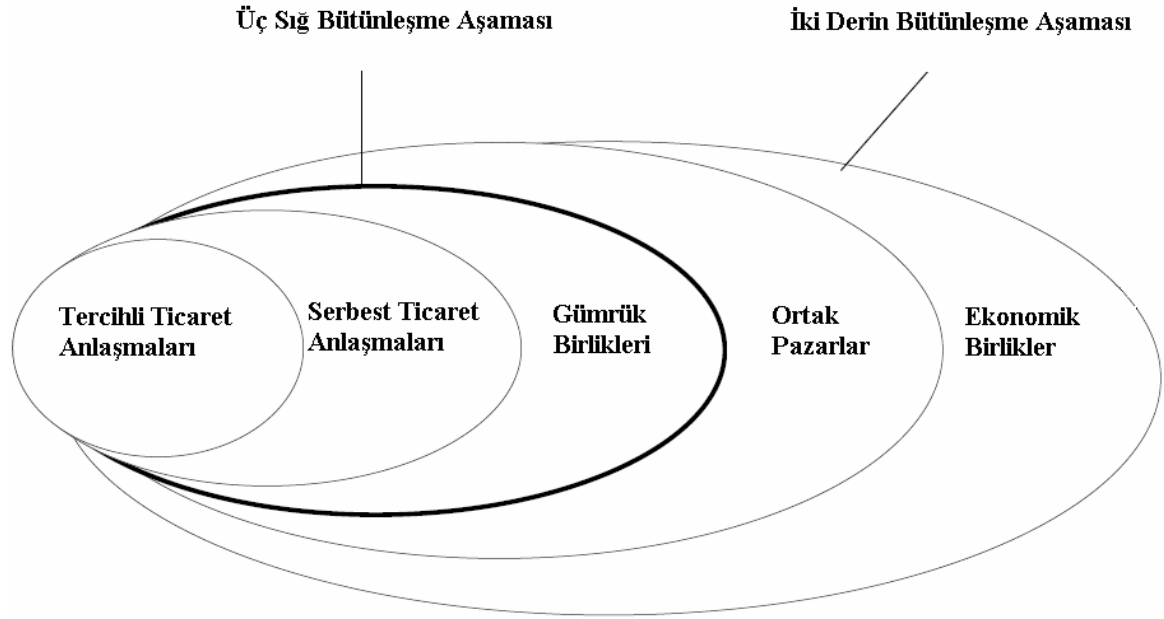 Üç Sığ Bütünleşme Aşaması
İki Derin Bütünleşme Aşaması
Tercihli Ticaret
Anlaşmaları
Serbest Ticaret
Anlaşmaları
Gümrük
Birlikleri
Ortak
Pazarlar
Ekonomik
Birlikler